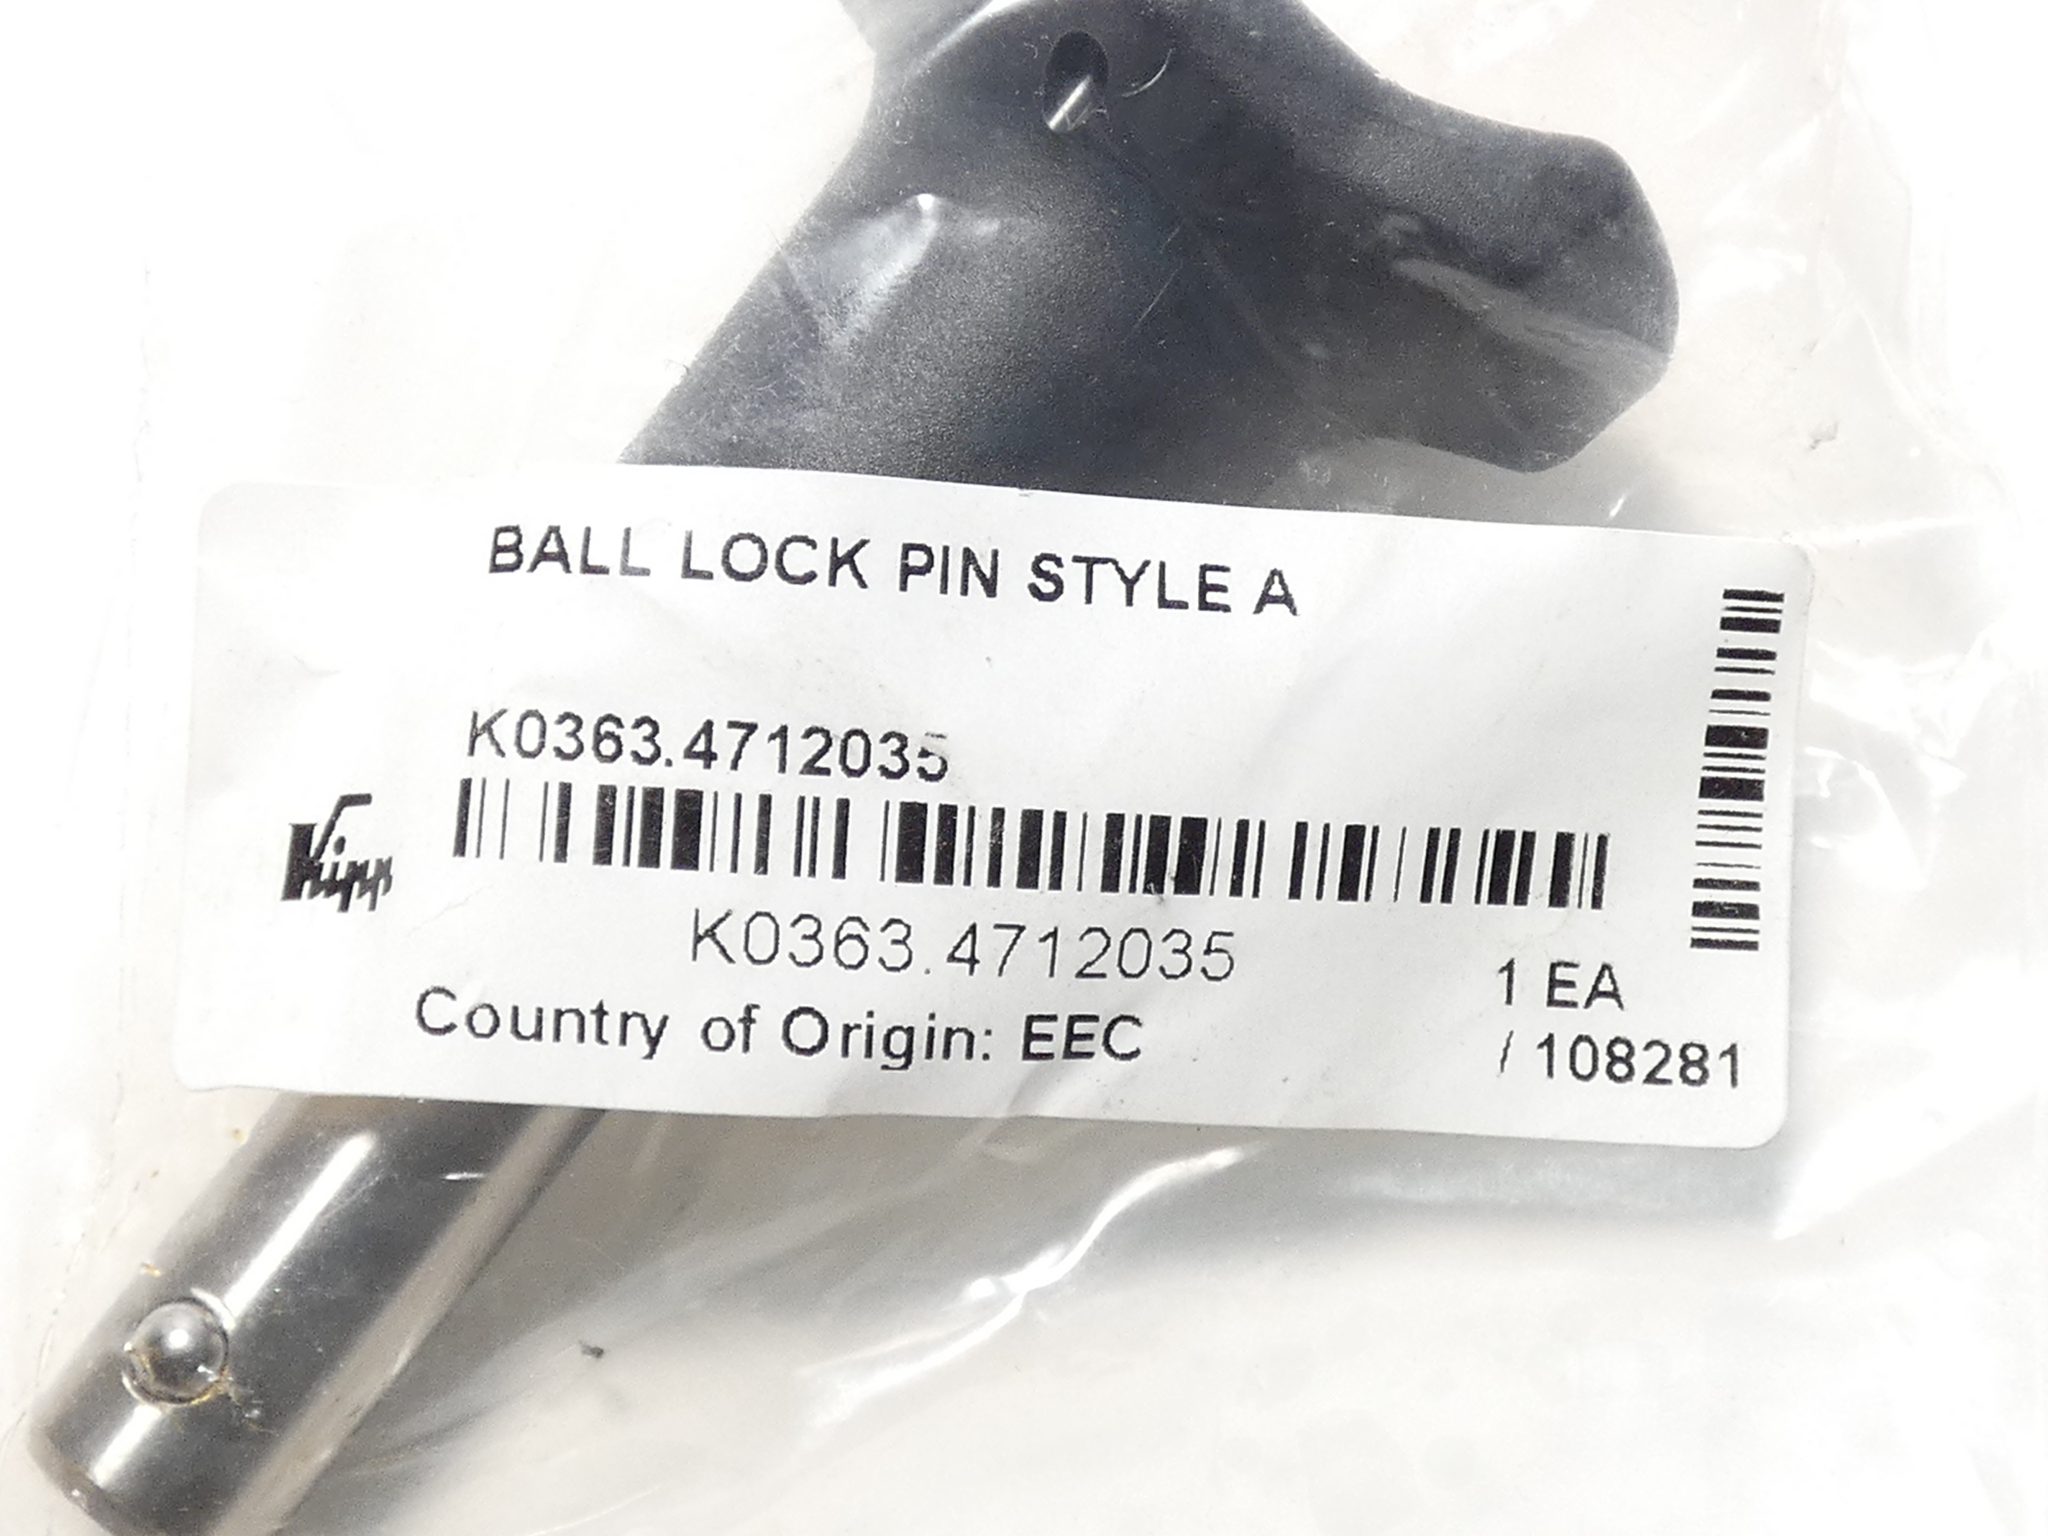 BALL LOCK PIN STYLE A
K0363.4712035
Kipp
K0363.4712035
Country of Origin: EEC
1 EA
/ 108281